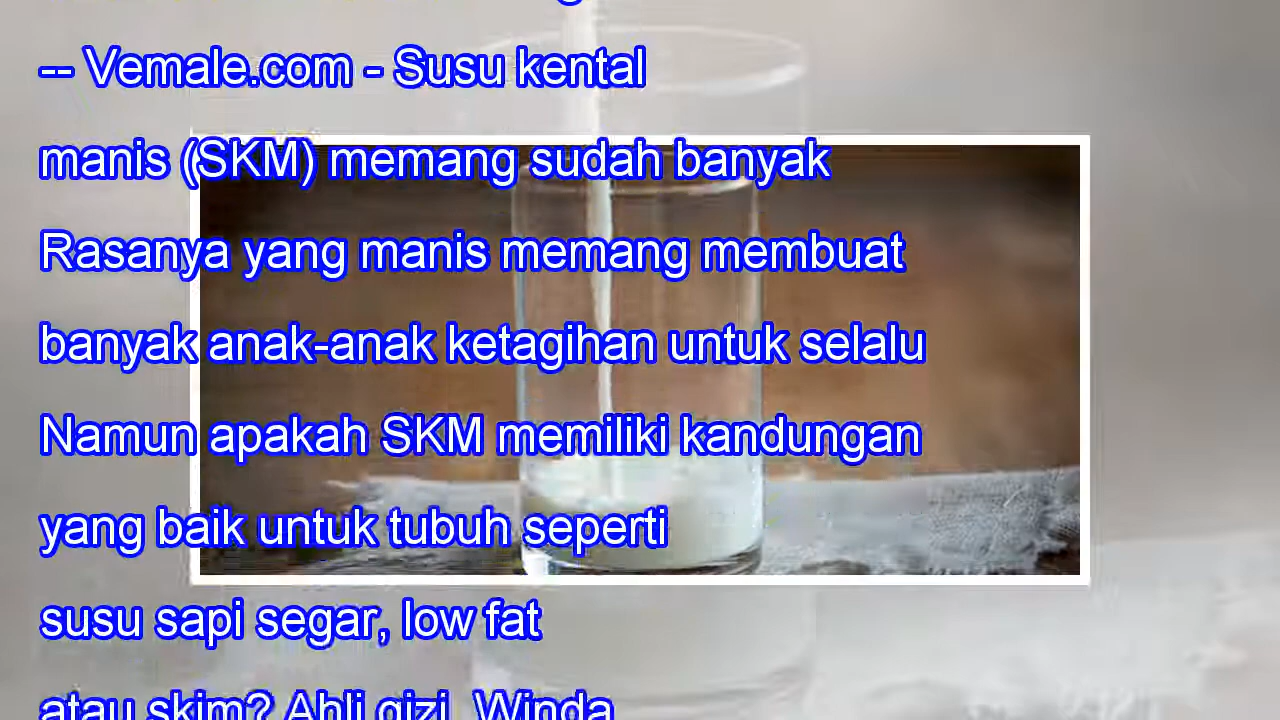 -- Vemale.com - Susu kental
manis (SKM) memang sudah banyak
Rasanya yang manis memang membuat
banyak anak-anak ketagihan untuk selalu
Namun apakah SKM memiliki kandungan
yang baik untuk tubuh seperti
susu sapi segar, low fat
atau skim? Ahli gizi, Winda